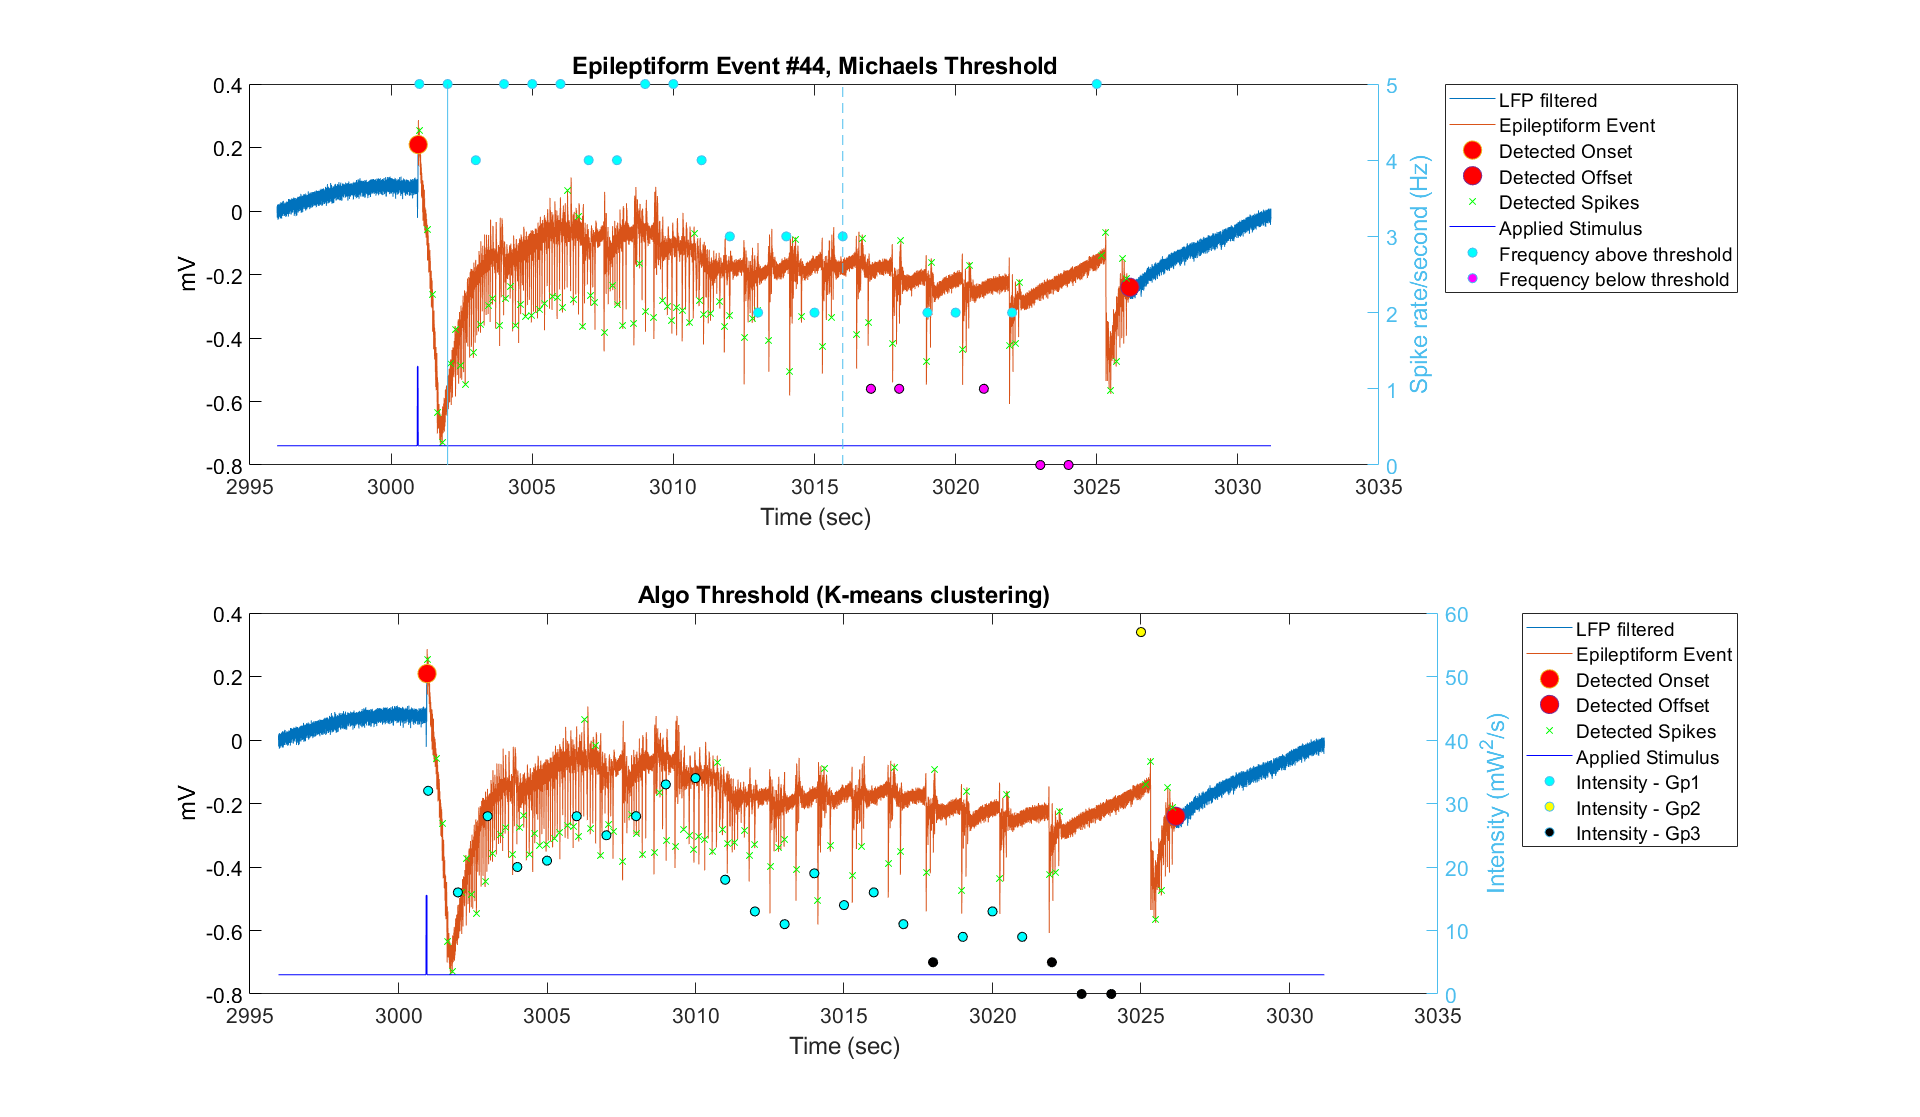 Epileptiform Event #44, Michaels Threshold
0.4
0.2
0
-0.2
-0.4
-0.6
-0.8
mV
2995
3000
3005
3010
3015
3020
3025
3030
3035
Time (sec)
5
4
3
2
1
0
Spike rate/second (Hz)
LFP filtered
Epileptiform Event
Detected Onset
Detected Offset
Detected Spikes
Applied Stimulus
Frequency above threshold
Frequency below threshold
Algo Threshold (K-means clustering)
0.4
0.2
0
-0.2
-0.4
-0.6
-0.8
mV
2995
3000
3005
3010
3015
3020
3025
3030
3035
Time (sec)
60
50
40
30
20
10
0
Intensity (mW²/s)
LFP filtered
Epileptiform Event
Detected Onset
Detected Offset
Detected Spikes
Applied Stimulus
Intensity - Gp1
Intensity - Gp2
Intensity - Gp3